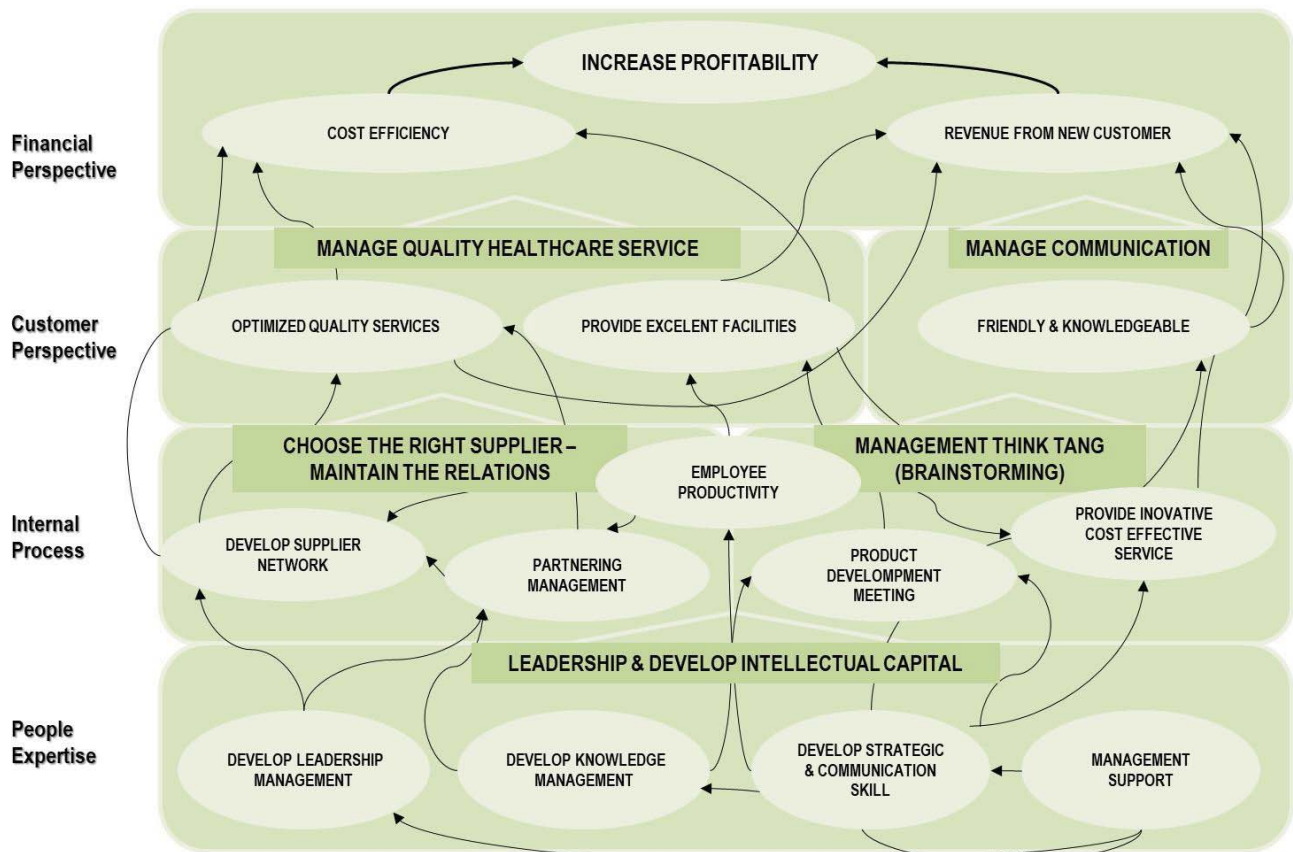 INCREASE PROFITABILITY
COST EFFICIENCY
REVENUE FROM NEW CUSTOMER
Financial
Perspective
MANAGE QUALITY HEALTHCARE SERVICE
MANAGE COMMUNICATION
Customer
Perspective
OPTIMIZED QUALITY SERVICES
PROVIDE EXCELENT FACILITIES
FRIENDLY & KNOWLEDGEABLE
CHOOSE THE RIGHT SUPPLIER –
MAINTAIN THE RELATIONS
MANAGEMENT THINK TANG
(BRAINSTORMING)
EMPLOYEE
PRODUCTIVITY
Internal
Process
DEVELOP SUPPLIER
NETWORK
PARTNERING
MANAGEMENT
PRODUCT
DEVELOMPMENT
MEETING
PROVIDE INOVATIVE
COST EFFECTIVE
SERVICE
LEADERSHIP & DEVELOP INTELLECTUAL CAPITAL
People
Expertise
DEVELOP LEADERSHIP
MANAGEMENT
DEVELOP KNOWLEDGE
MANAGEMENT
DEVELOP STRATEGIC
& COMMUNICATION
SKILL
MANAGEMENT
SUPPORT